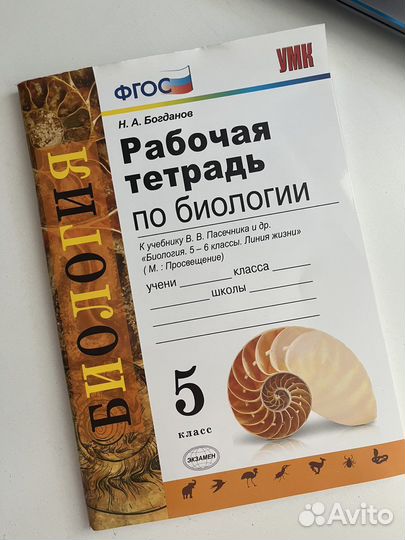 УМК
ФГОС
Н. А. Богданов
Рабочая
тетрадь
по биологии
К учебнику В. В. Пасечника и др.
«Биология. 5 – 6 классы. Линия жизни»
(М. : Просвещение)
учени класса
школы
БИОЛОГИЯ
5
класс
ЭКЗАМЕН
Avito